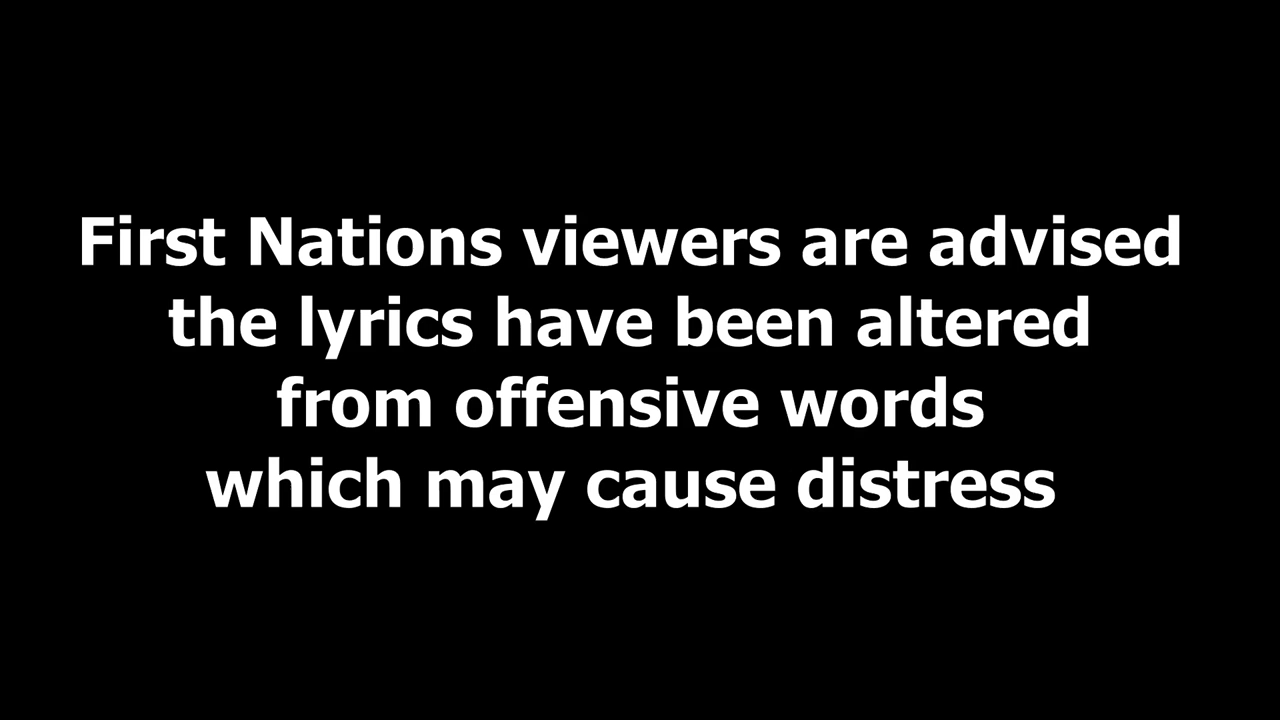 First Nations viewers are advised
the lyrics have been altered
from offensive words
which may cause distress